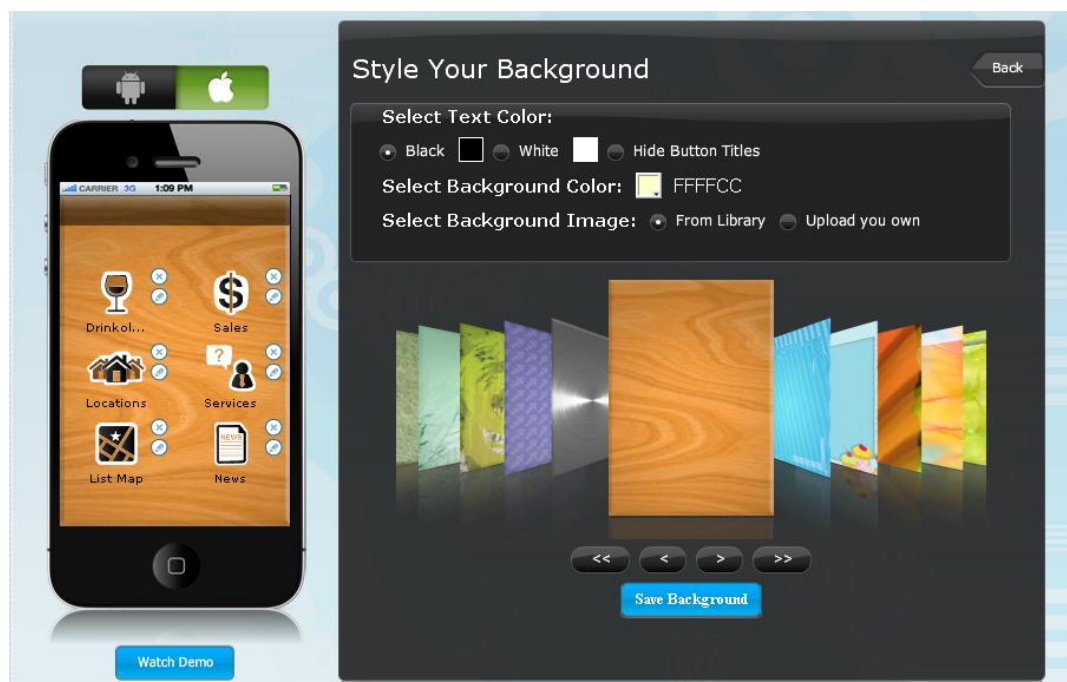 Style Your Background
Back
Select Text Color:
Black White Hide Button Titles
Select Background Color: FFFFCC
Select Background Image: From Library Upload you own
CARRIER 3G 1:09 PM
Drinkol... Sales
?
Locations Services
NEWS
List Map News
<< < > >>
Save Background
Watch Demo